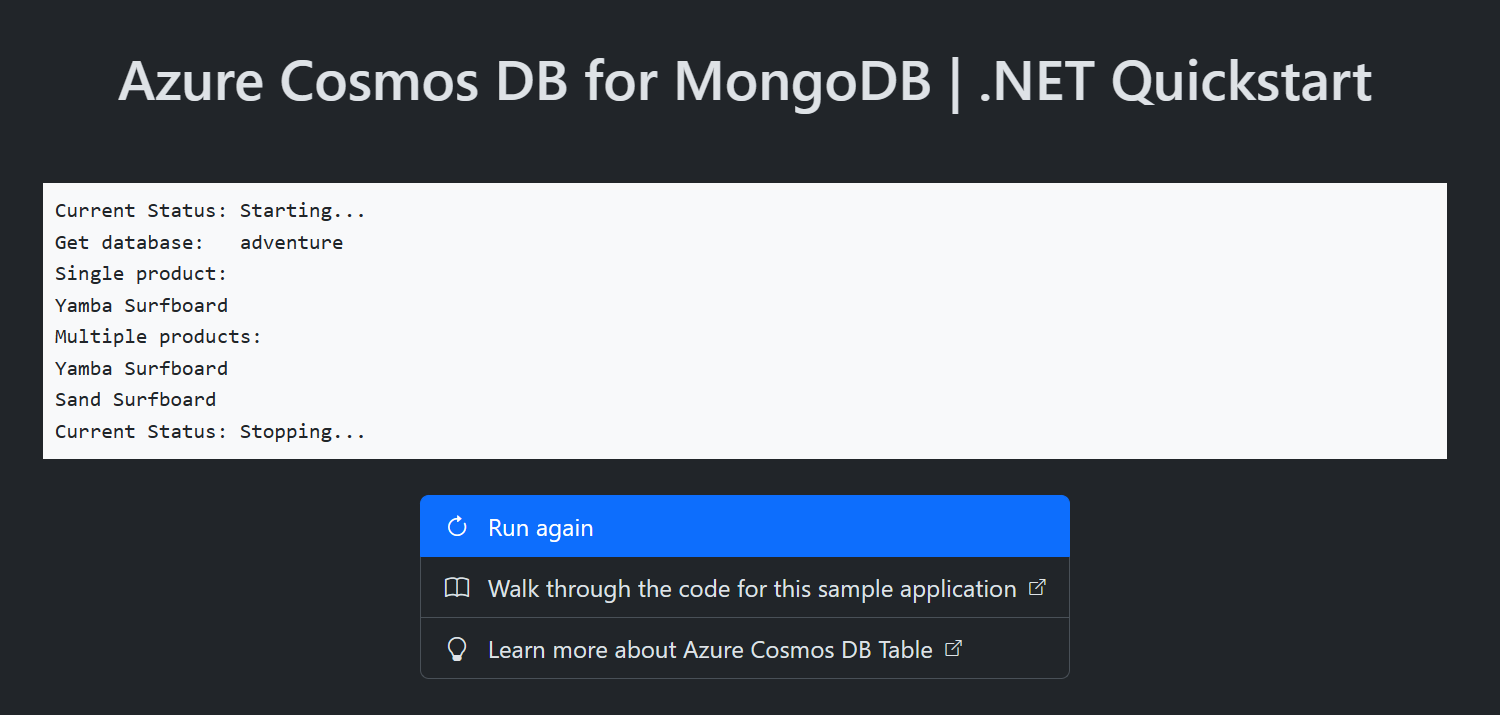 Azure Cosmos DB for MongoDB | .NET Quickstart
Current Status: Starting...
Get database:   adventure
Single product:
Yamba Surfboard
Multiple products:
Yamba Surfboard
Sand Surfboard
Current Status: Stopping...
Run again
Walk through the code for this sample application
Learn more about Azure Cosmos DB Table